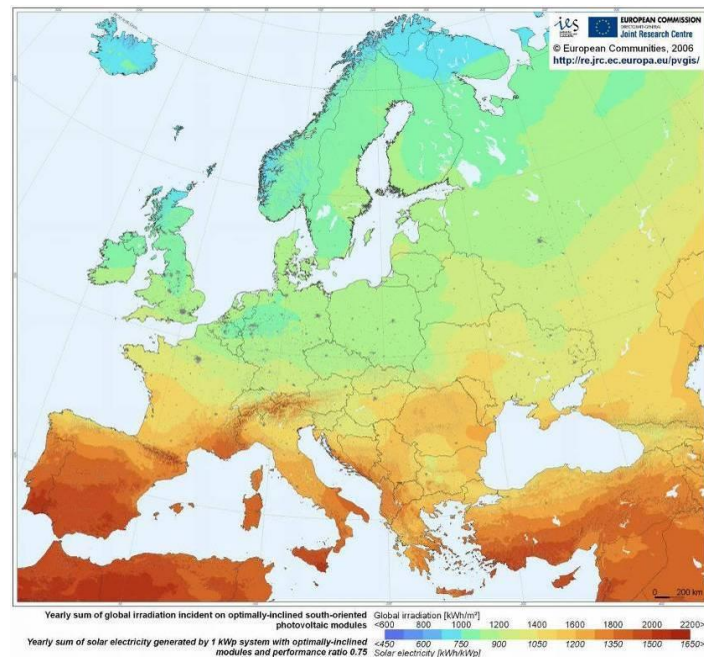 ies
EUROPEAN COMMISSION
DIRECTORATE-GENERAL
Joint Research Centre
© European Communities, 2006
http://re.jrc.ec.europa.eu/pvgis/
0 200 km
Yearly sum of global irradiation incident on optimally-inclined south-oriented
photovoltaic modules
Yearly sum of solar electricity generated by 1 kWp system with optimally-inclined
modules and performance ratio 0.75
Global irradiation [kWh/m²]
<600 800 1000 1200 1400 1600 1800 2000 2200>
<450 600 750 900 1050 1200 1350 1500 1650>
Solar electricity [kWh/kWp]